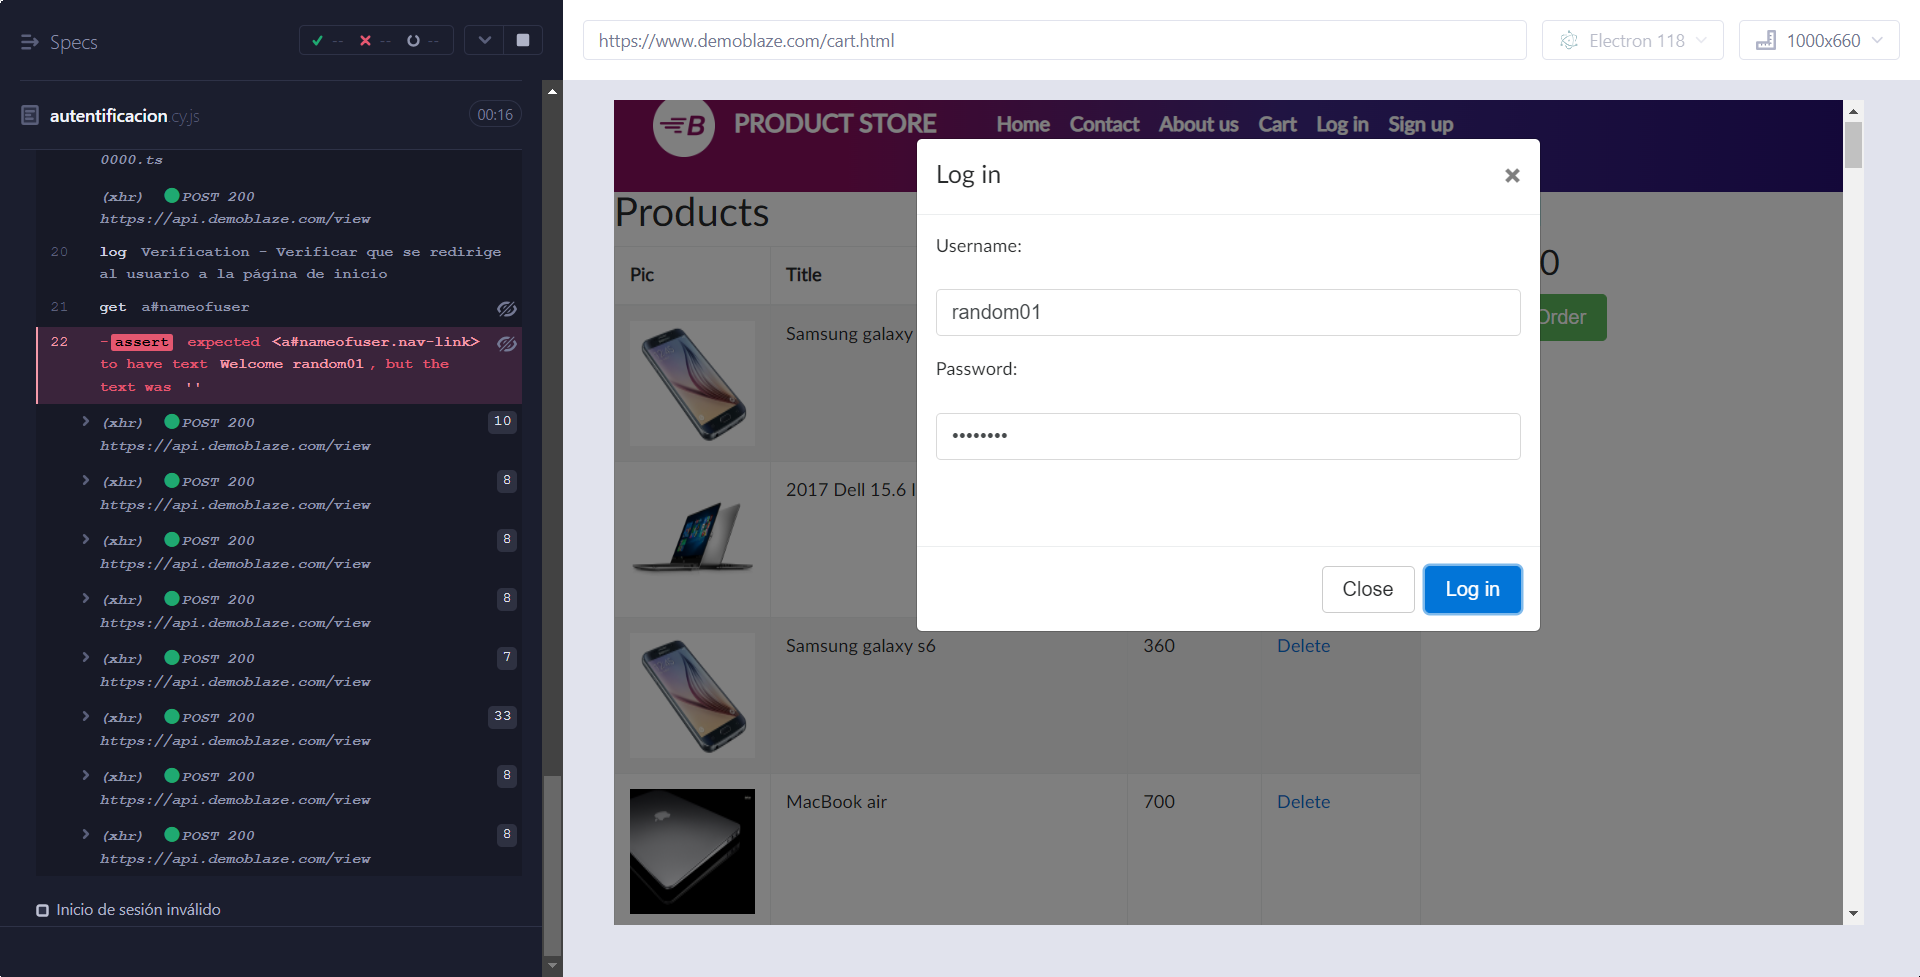 Specs
--
--
--
autentificacion.cy.js
00:16
0000.ts
(xhr) POST 200
https://api.demoblaze.com/view
20 log Verification - Verificar que se redirige
al usuario a la página de inicio
21 get a#nameofuser
22 -assert expected <a#nameofuser.nav-link>
to have text Welcome random01, but the
text was ''
(xhr) POST 200 10
https://api.demoblaze.com/view
(xhr) POST 200 8
https://api.demoblaze.com/view
(xhr) POST 200 8
https://api.demoblaze.com/view
(xhr) POST 200 8
https://api.demoblaze.com/view
(xhr) POST 200 7
https://api.demoblaze.com/view
(xhr) POST 200 33
https://api.demoblaze.com/view
(xhr) POST 200 8
https://api.demoblaze.com/view
(xhr) POST 200 8
https://api.demoblaze.com/view
Inicio de sesión inválido
https://www.demoblaze.com/cart.html
Electron 118
1000x660
B PRODUCT STORE
Home Contact About us Cart Log in Sign up
Products
Pic Title
Samsung galaxy
2017 Dell 15.6 I
Samsung galaxy s6 360 Delete
MacBook air 700 Delete
0
Order
Log in ×
Username:
random01
Password:
••••••••
Close Log in